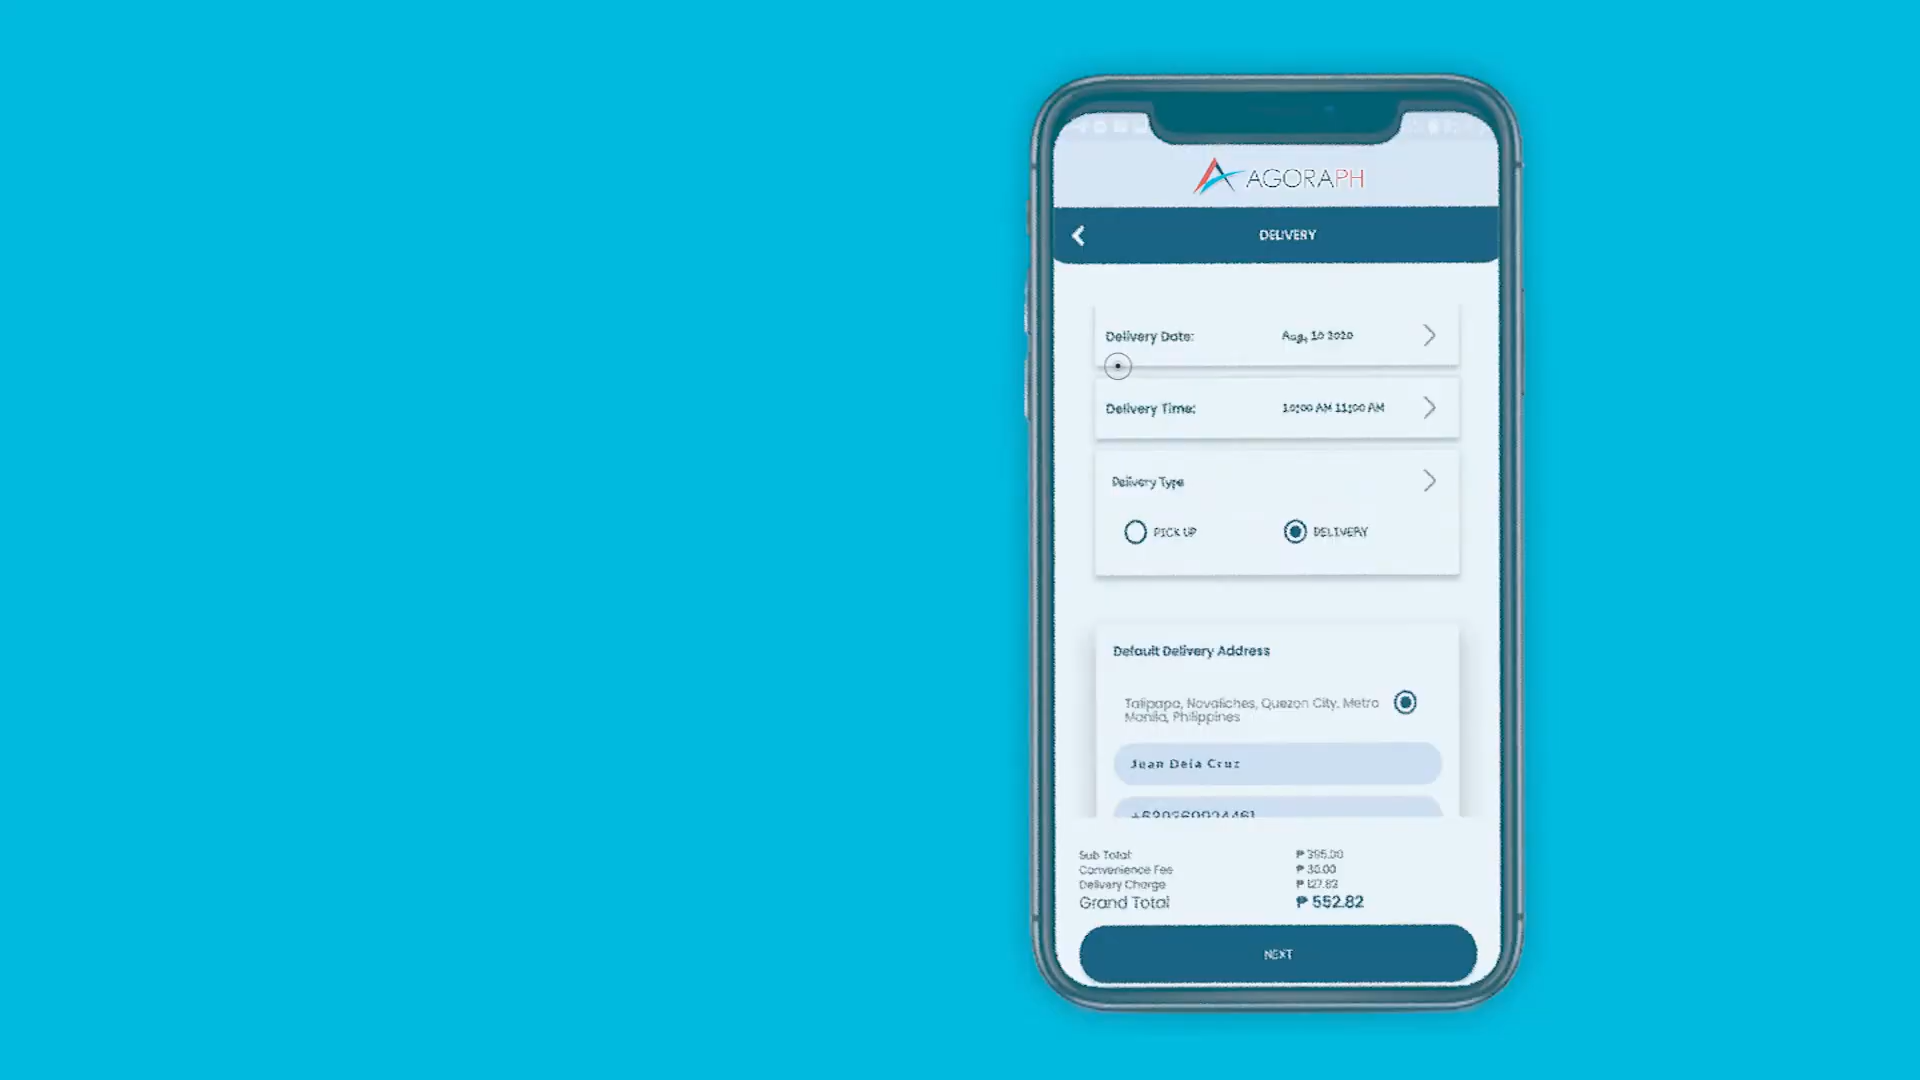 AGORAPH
DELIVERY
Delivery Date: Aug, 10 2020
Delivery Time: 10:00 AM 11:00 AM
Delivery Type
PICK UP DELIVERY
Default Delivery Address
Talipapa, Novaliches, Quezon City, Metro
Manila, Philippines
Juan Dela Cruz
Sub Total: ₱ 395.00
Convenience Fee ₱ 30.00
Delivery Charge ₱ 127.82
Grand Total ₱ 552.82
NEXT